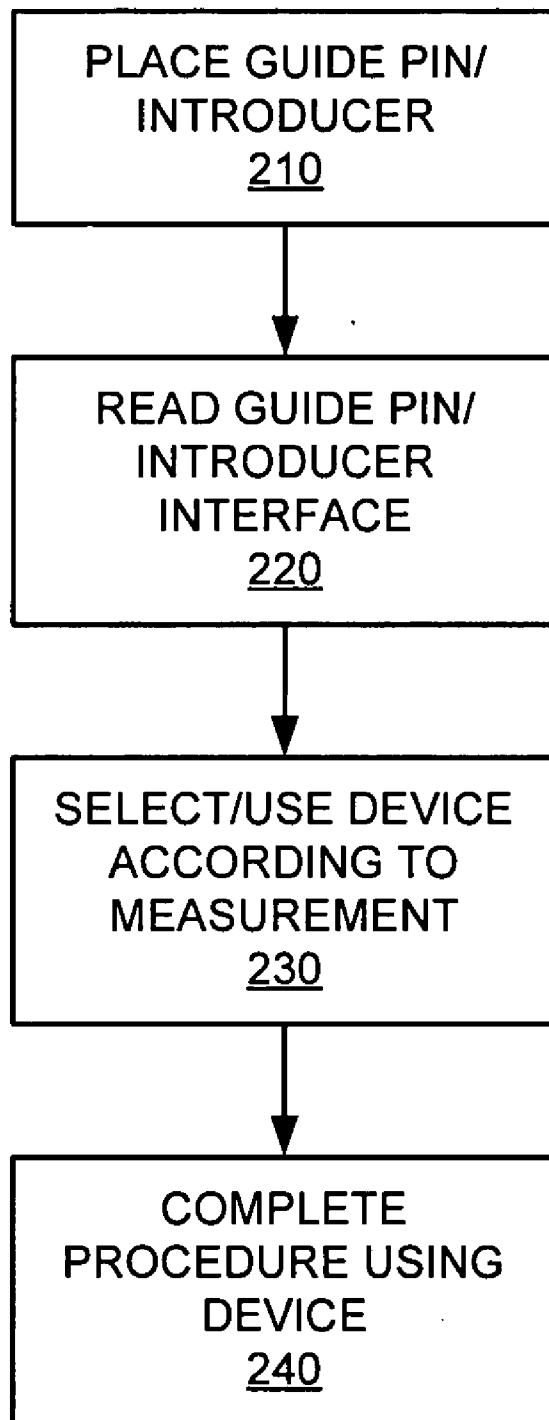 PLACE GUIDE PIN/
INTRODUCER
210
READ GUIDE PIN/
INTRODUCER
INTERFACE
220
SELECT/USE DEVICE
ACCORDING TO
MEASUREMENT
230
COMPLETE
PROCEDURE USING
DEVICE
240